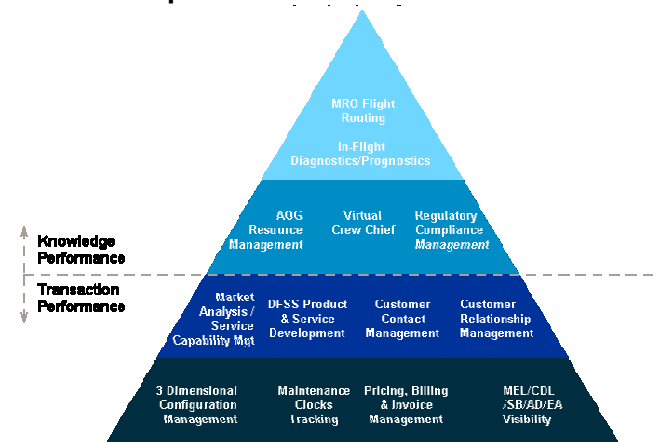 MRO Flight
Routing
In-Flight
Diagnostics/Prognostics
AOG
Resource
Management
Virtual
Crew Chief
Regulatory
Compliance
Management
Knowledge
Performance
Transaction
Performance
Market
Analysis /
Service
Capability Mgt
DFSS Product
& Service
Development
Customer
Contact
Management
Customer
Relationship
Management
3 Dimensional
Configuration
Management
Maintenance
Clocks
Tracking
Pricing, Billing
& Invoice
Management
MEL/CDL
/SB/AD/EA
Visibility